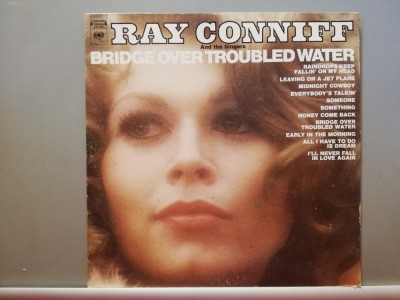 RAY CONNIFF
And the Singers
BRIDGE OVER TROUBLED WATER
RAINDROPS KEEP
FALLIN' ON MY HEAD
LEAVING ON A JET PLANE
MIDNIGHT COWBOY
EVERYBODY'S TALKIN'
SOMEONE
SOMETHING
HONEY COME BACK
BRIDGE OVER
TROUBLED WATER
EARLY IN THE MORNING
ALL I HAVE TO DO
IS DREAM
I'LL NEVER FALL
IN LOVE AGAIN